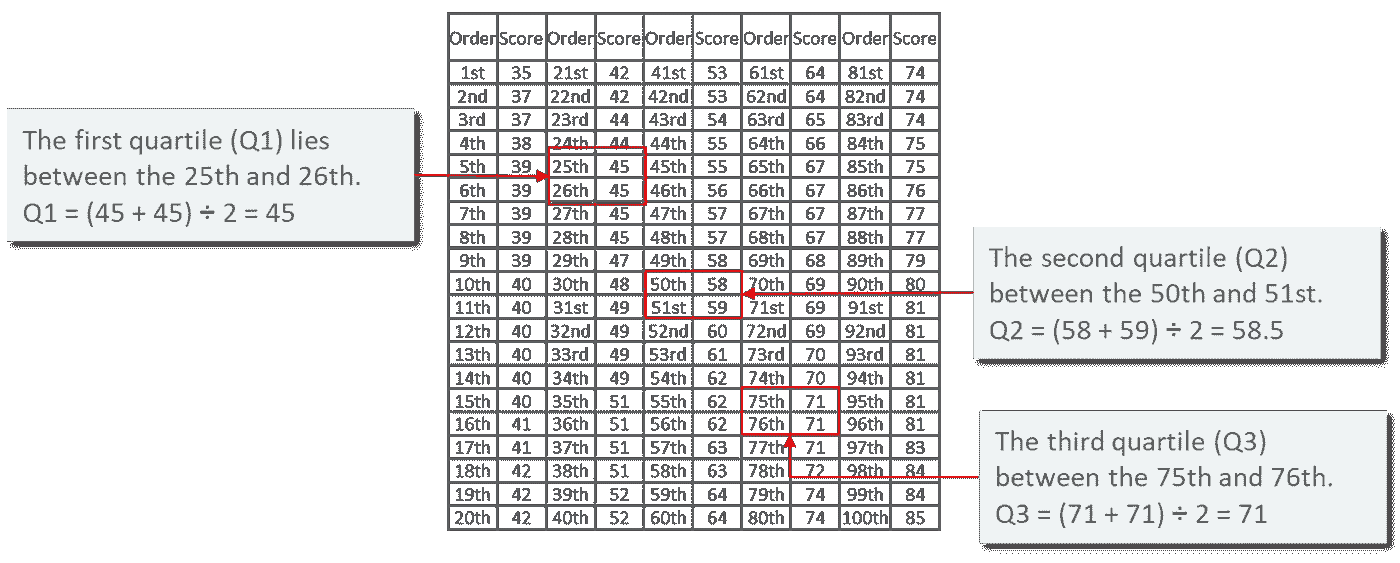 Order Score Order Score Order Score Order Score Order Score
1st 35 21st 42 41st 53 61st 64 81st 74
2nd 37 22nd 42 42nd 53 62nd 64 82nd 74
3rd 37 23rd 44 43rd 54 63rd 65 83rd 74
4th 38 24th 44 44th 55 64th 66 84th 75
5th 39 25th 45 45th 55 65th 67 85th 75
6th 39 26th 45 46th 56 66th 67 86th 76
7th 39 27th 45 47th 57 67th 67 87th 77
8th 39 28th 45 48th 57 68th 67 88th 77
9th 39 29th 47 49th 58 69th 68 89th 79
10th 40 30th 48 50th 58 70th 69 90th 80
11th 40 31st 49 51st 59 71st 69 91st 81
12th 40 32nd 49 52nd 60 72nd 69 92nd 81
13th 40 33rd 49 53rd 61 73rd 70 93rd 81
14th 40 34th 49 54th 62 74th 70 94th 81
15th 40 35th 51 55th 62 75th 71 95th 81
16th 41 36th 51 56th 62 76th 71 96th 81
17th 41 37th 51 57th 63 77th 71 97th 83
18th 42 38th 51 58th 63 78th 72 98th 84
19th 42 39th 52 59th 64 79th 74 99th 84
20th 42 40th 52 60th 64 80th 74 100th 85
The first quartile (Q1) lies
between the 25th and 26th.
Q1 = (45 + 45) ÷ 2 = 45
The second quartile (Q2)
between the 50th and 51st.
Q2 = (58 + 59) ÷ 2 = 58.5
The third quartile (Q3)
between the 75th and 76th.
Q3 = (71 + 71) ÷ 2 = 71